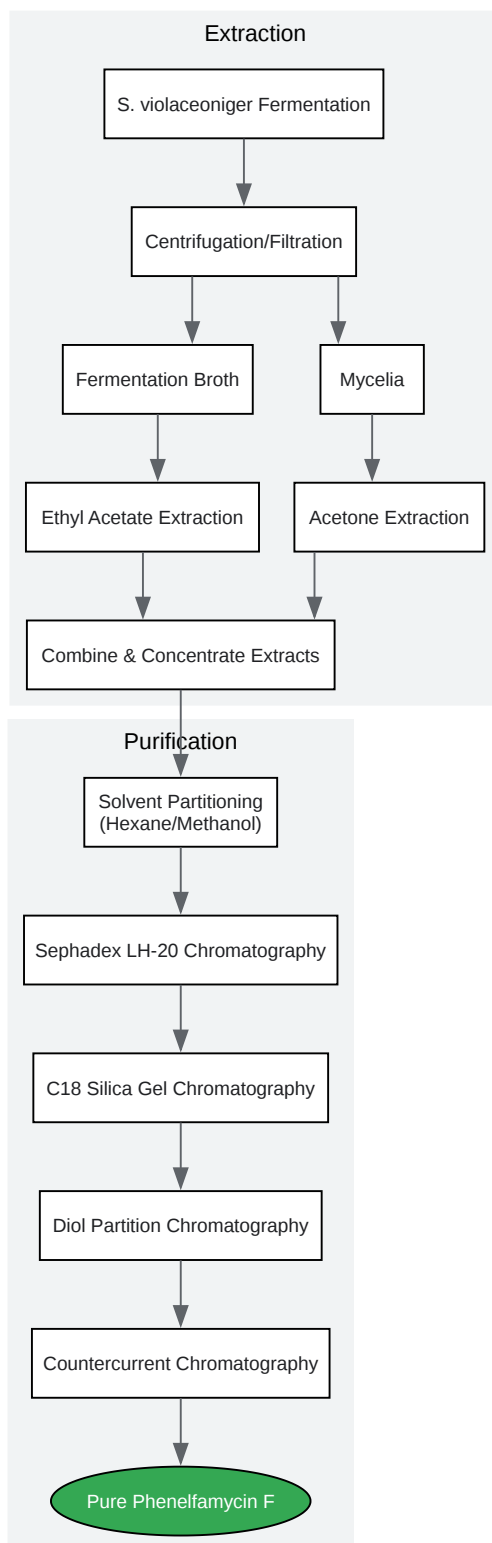 Extraction
S. violaceoniger Fermentation
Centrifugation/Filtration
Fermentation Broth
Mycelia
Ethyl Acetate Extraction
Acetone Extraction
Combine & Concentrate Extracts
Purification
Solvent Partitioning
(Hexane/Methanol)
Sephadex LH-20 Chromatography
C18 Silica Gel Chromatography
Diol Partition Chromatography
Countercurrent Chromatography
Pure Phenelfamycin F